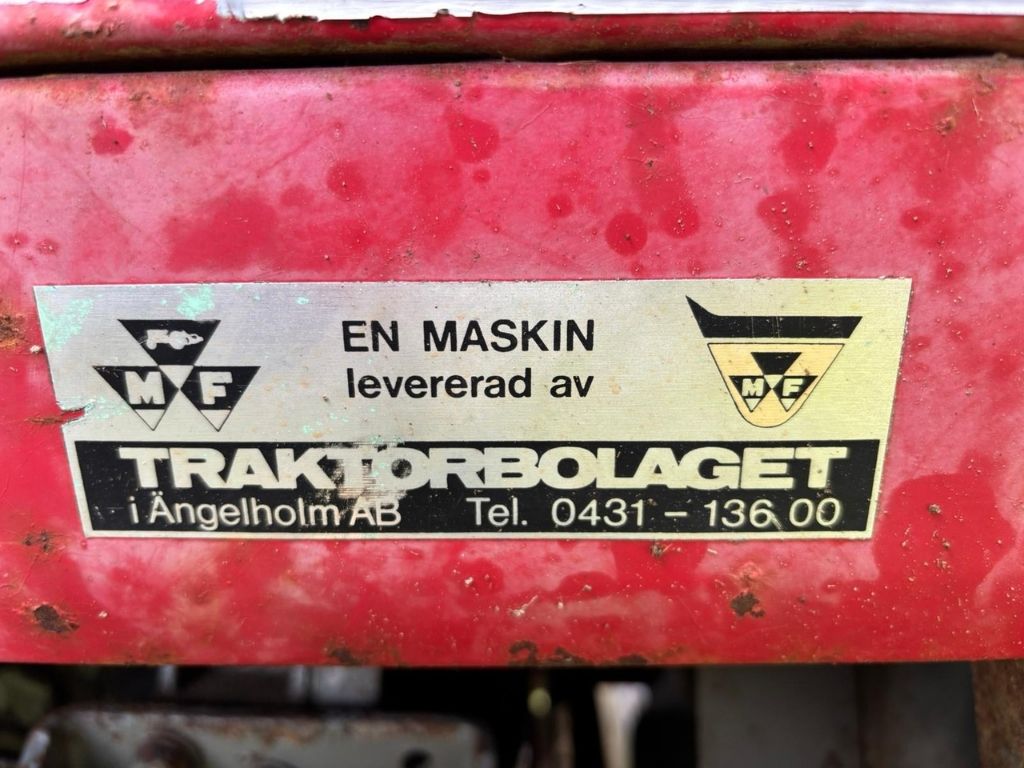 EN MASKIN
levererad av
M F
M F
TRAKTORBOLAGET
i Ängelholm AB Tel. 0431 - 136 00